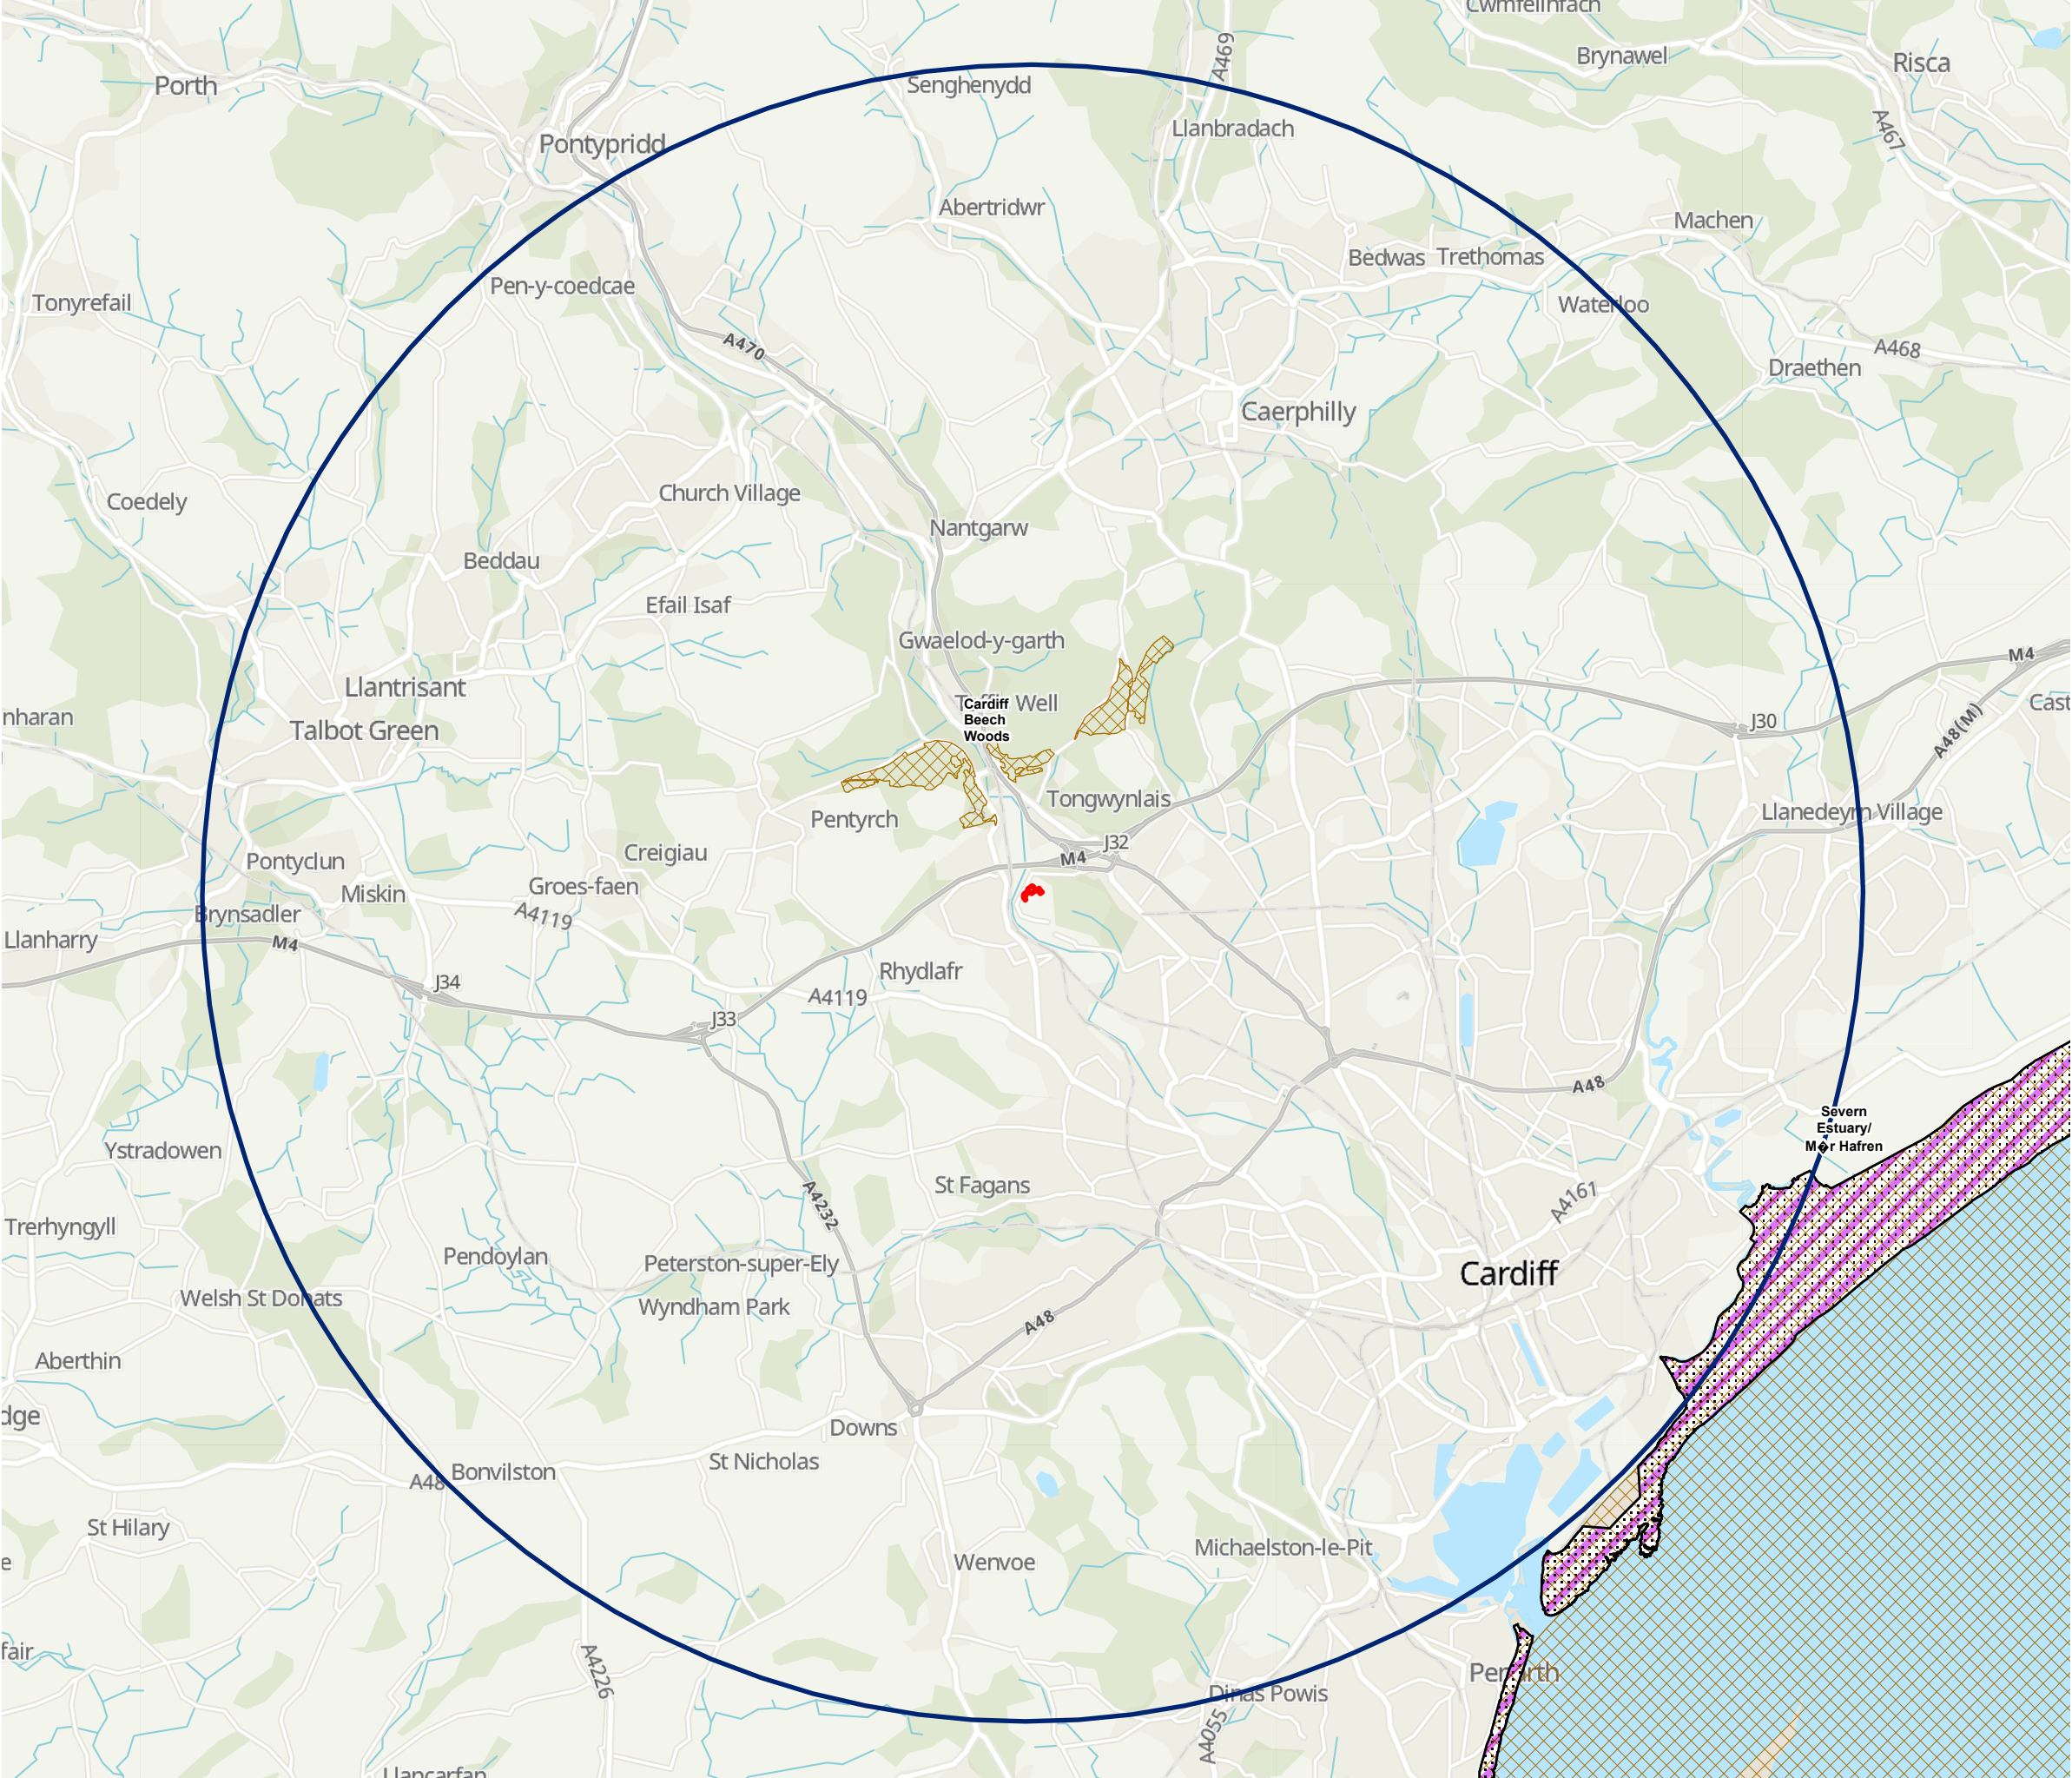 Cwmfelinfach
Brynawel
Risca
Porth
Senghenydd
A469
Llanbradach
A467
Pontypridd
Abertridwr
Machen
Bedwas
Trethomas
Pen-y-coedcae
Tonyrefail
Waterloo
A470
A468
Draethen
Caerphilly
Church Village
Coedely
Nantgarw
Beddau
Efail Isaf
Gwaelod-y-garth
M4
Llantrisant
Taff's Well
Cardiff
Beech
Woods
nharan
Talbot Green
J30
A48(M)
Cast
Tongwynlais
Pentyrch
Llanedeyrn Village
J32
M4
Creigiau
Pontyclun
Groes-faen
Miskin
A4119
Brynsadler
Llanharry
M4
Rhydlafr
J34
A4119
J33
A48
Severn
Estuary/
M�r Hafren
Ystradowen
St Fagans
A4232
A4161
Trerhyngyll
Pendoylan
Peterston-super-Ely
Cardiff
Welsh St Donats
Wyndham Park
A48
Aberthin
dge
Downs
St Nicholas
A48
Bonvilston
St Hilary
Michaelston-le-Pit
e
Wenvoe
fair
A4226
Penarth
Dinas Powis
A4055
Llancarfan